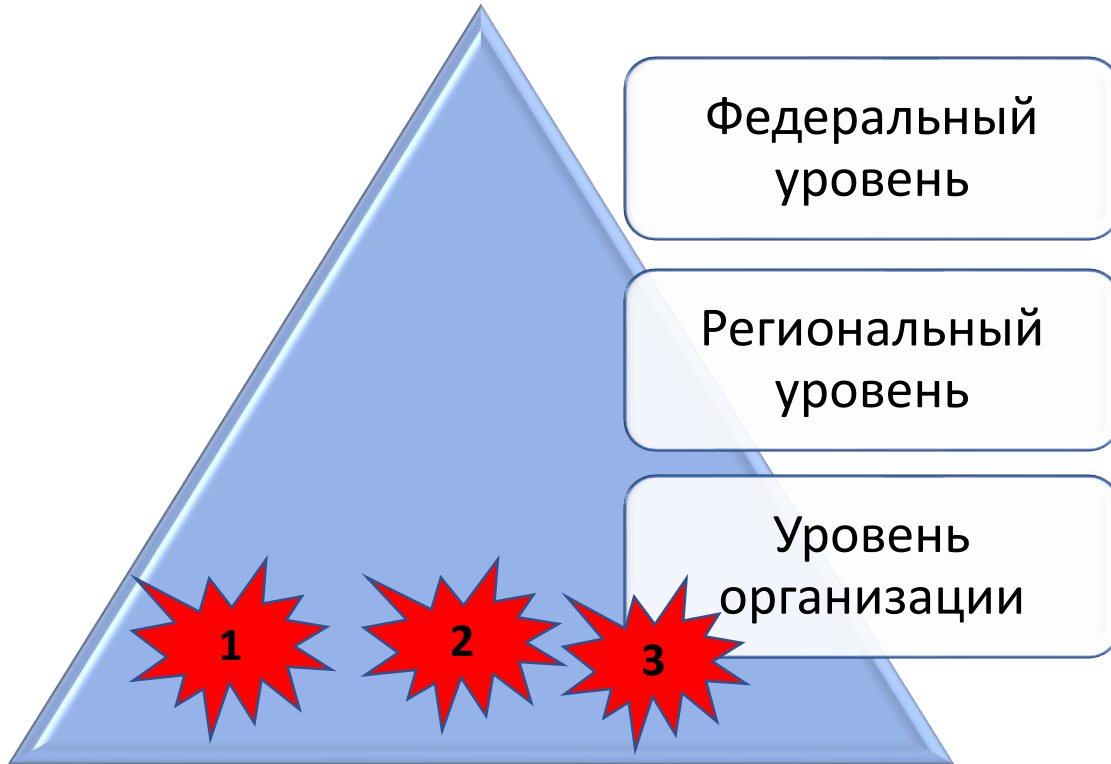 Федеральный
уровень
Региональный
уровень
Уровень
организации
1
2
3